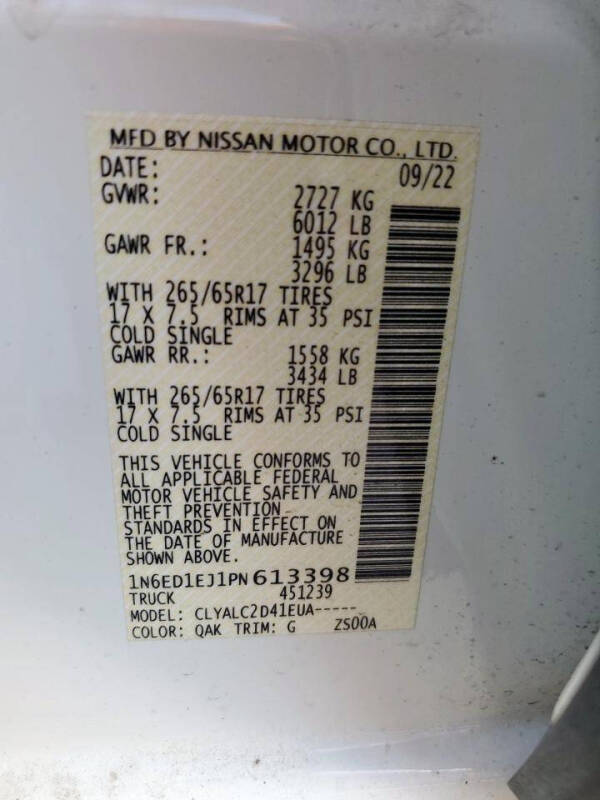 MFD BY NISSAN MOTOR CO., LTD.
DATE: 09/22
GVWR: 2727 KG
6012 LB
GAWR FR.: 1495 KG
3296 LB
WITH 265/65R17 TIRES
17 X 7.5 RIMS AT 35 PSI
COLD SINGLE
GAWR RR.: 1558 KG
3434 LB
WITH 265/65R17 TIRES
17 X 7.5 RIMS AT 35 PSI
COLD SINGLE
THIS VEHICLE CONFORMS TO
ALL APPLICABLE FEDERAL
MOTOR VEHICLE SAFETY AND
THEFT PREVENTION
STANDARDS IN EFFECT ON
THE DATE OF MANUFACTURE
SHOWN ABOVE.
1N6ED1EJ1PN613398
TRUCK 451239
MODEL: CLYALC2D41EUA-----
COLOR: QAK TRIM: G ZS00A